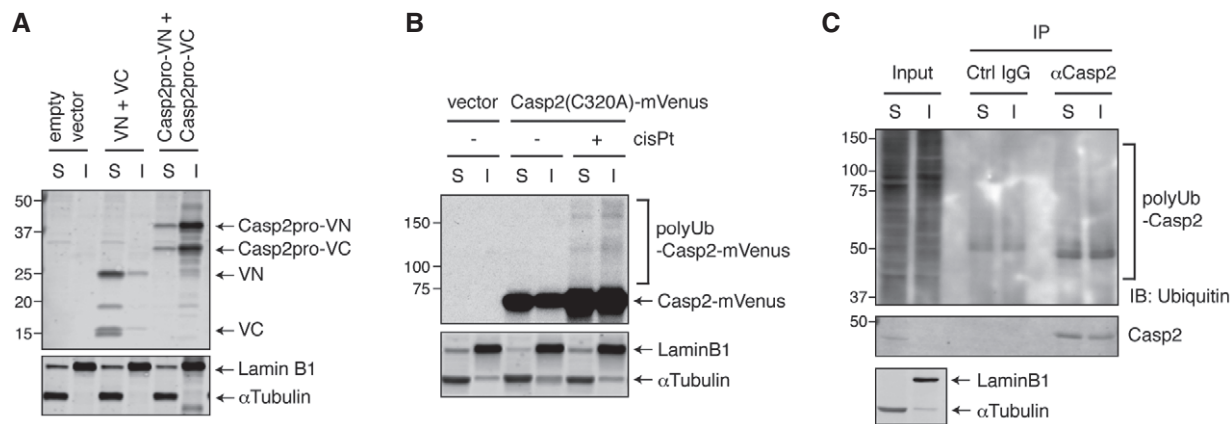 A
empty vector
VN + VC
Casp2pro-VN +
Casp2pro-VC
S I S I S I
50
37
25
20
15
Casp2pro-VN
Casp2pro-VC
VN
VC
Lamin B1
αTubulin
B
vector Casp2(C320A)-mVenus
- - + cisPt
S I S I S I
150
100
75
polyUb
-Casp2-mVenus
Casp2-mVenus
LaminB1
αTubulin
C
IP
Input Ctrl IgG αCasp2
S I S I S I
150
100
75
50
37
polyUb
-Casp2
IB: Ubiquitin
50
Casp2
LaminB1
αTubulin